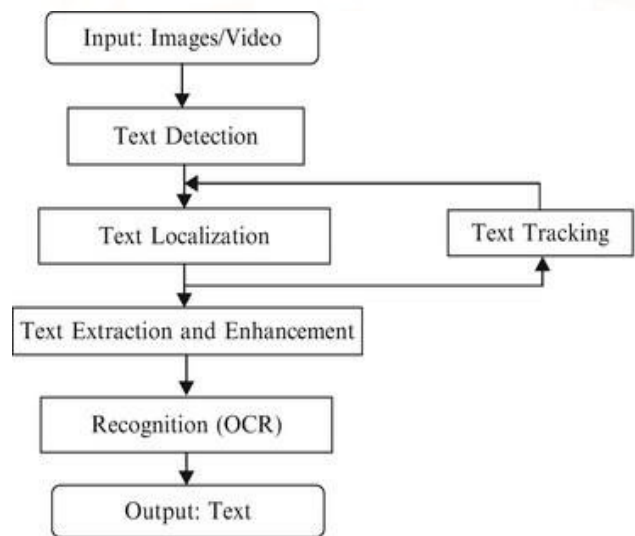 Input: Images/Video
Text Detection
Text Localization
Text Tracking
Text Extraction and Enhancement
Recognition (OCR)
Output: Text